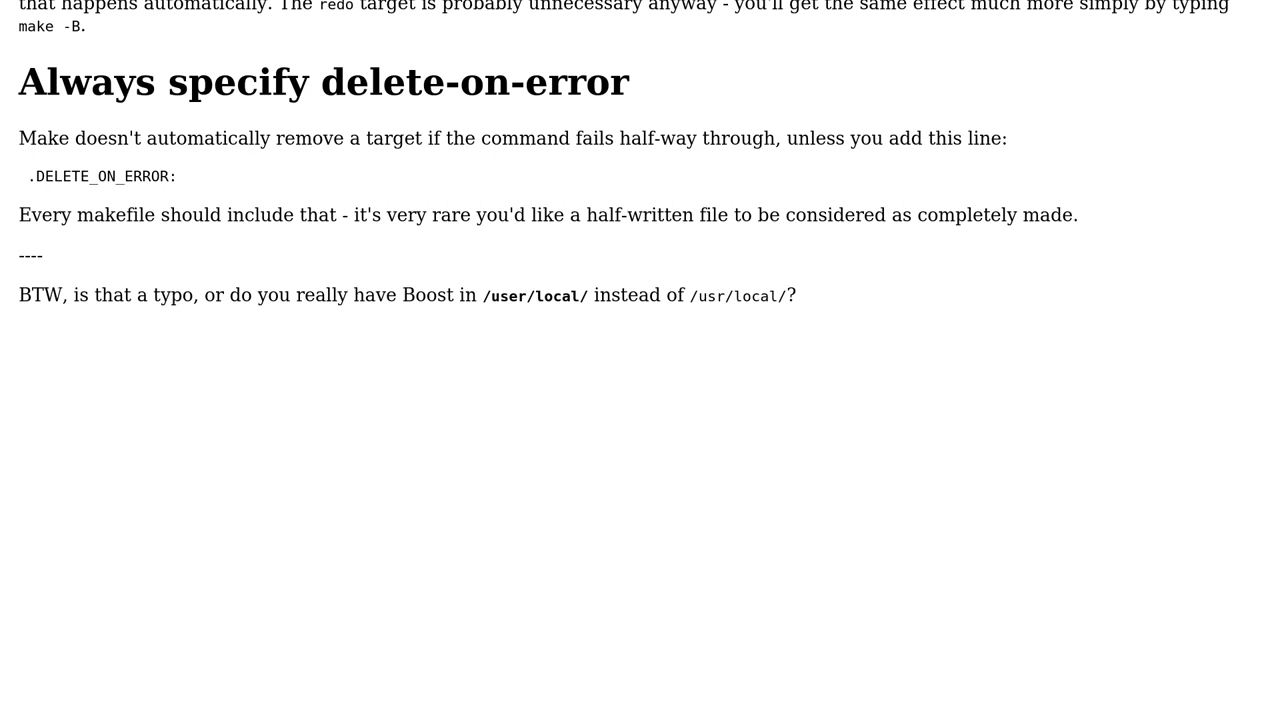 that happens automatically. The redo target is probably unnecessary anyway - you'll get the same effect much more simply by typing
make -B.
Always specify delete-on-error
Make doesn't automatically remove a target if the command fails half-way through, unless you add this line:
.DELETE_ON_ERROR:
Every makefile should include that - it's very rare you'd like a half-written file to be considered as completely made.
----
BTW, is that a typo, or do you really have Boost in /user/local/ instead of /usr/local/?